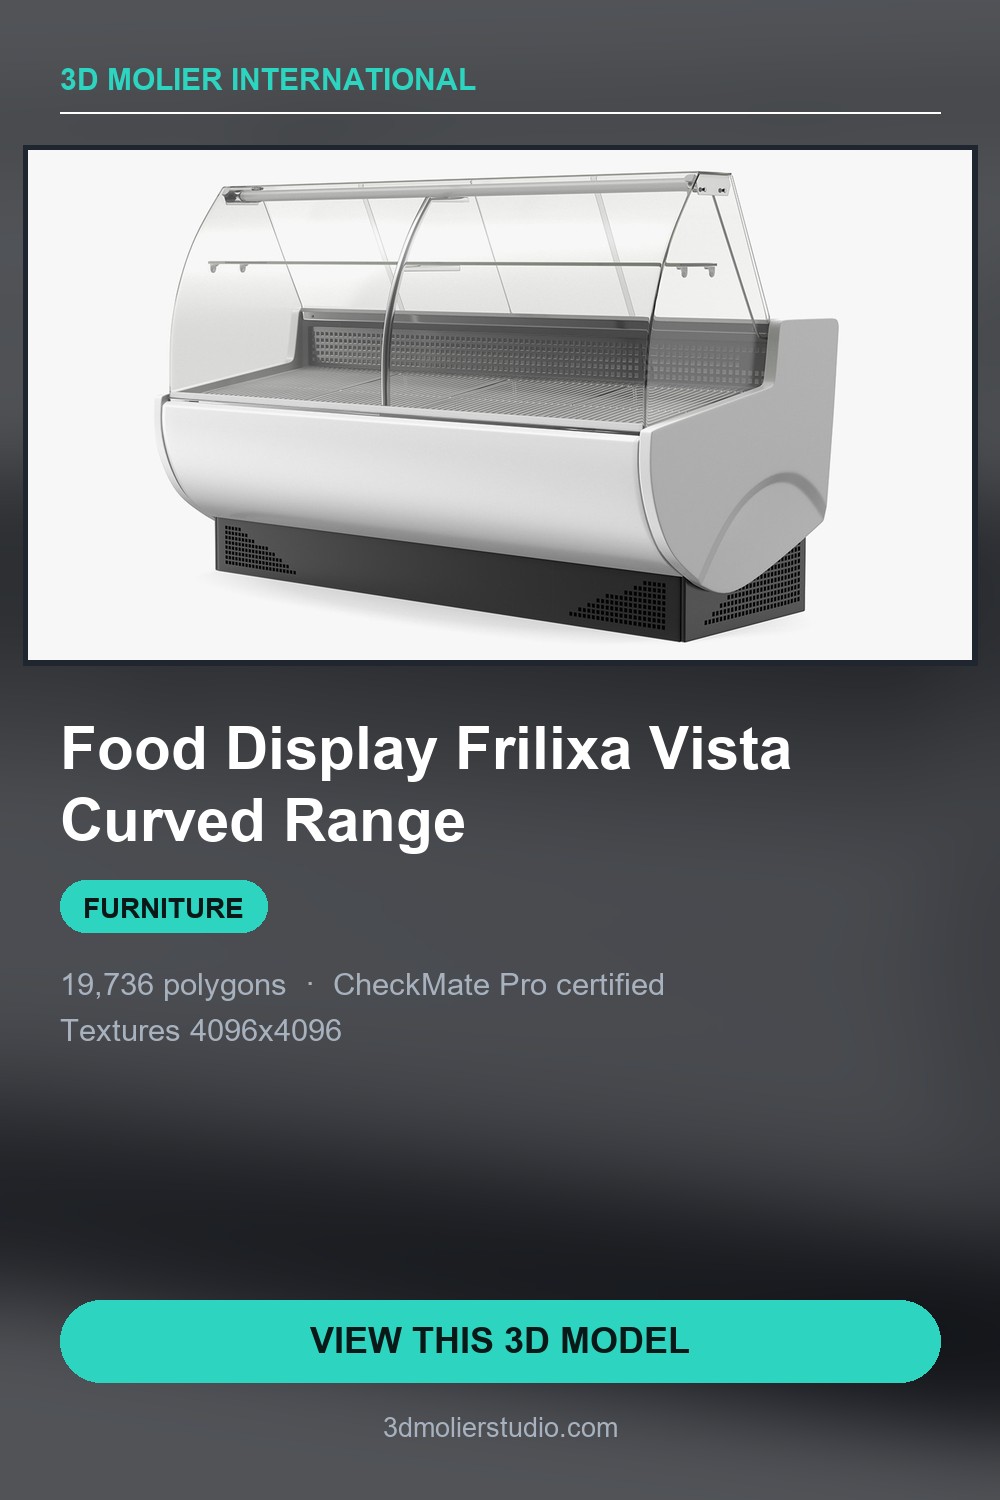 3D MOLIER INTERNATIONAL
Food Display Frilixa Vista
Curved Range
FURNITURE
19,736 polygons · CheckMate Pro certified
Textures 4096x4096
VIEW THIS 3D MODEL
3dmolierstudio.com